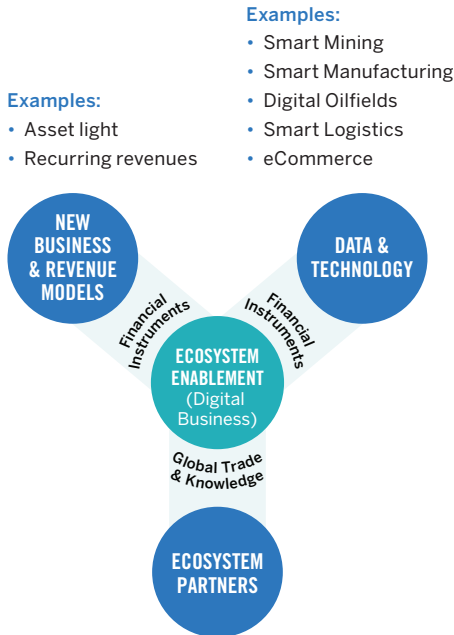 Examples:
• Asset light
• Recurring revenues
Examples:
• Smart Mining
• Smart Manufacturing
• Digital Oilfields
• Smart Logistics
• eCommerce
NEW
BUSINESS
& REVENUE
MODELS
DATA &
TECHNOLOGY
Financial
Instruments
Financial
Instruments
ECOSYSTEM
ENABLEMENT
(Digital
Business)
Global Trade
& Knowledge
ECOSYSTEM
PARTNERS